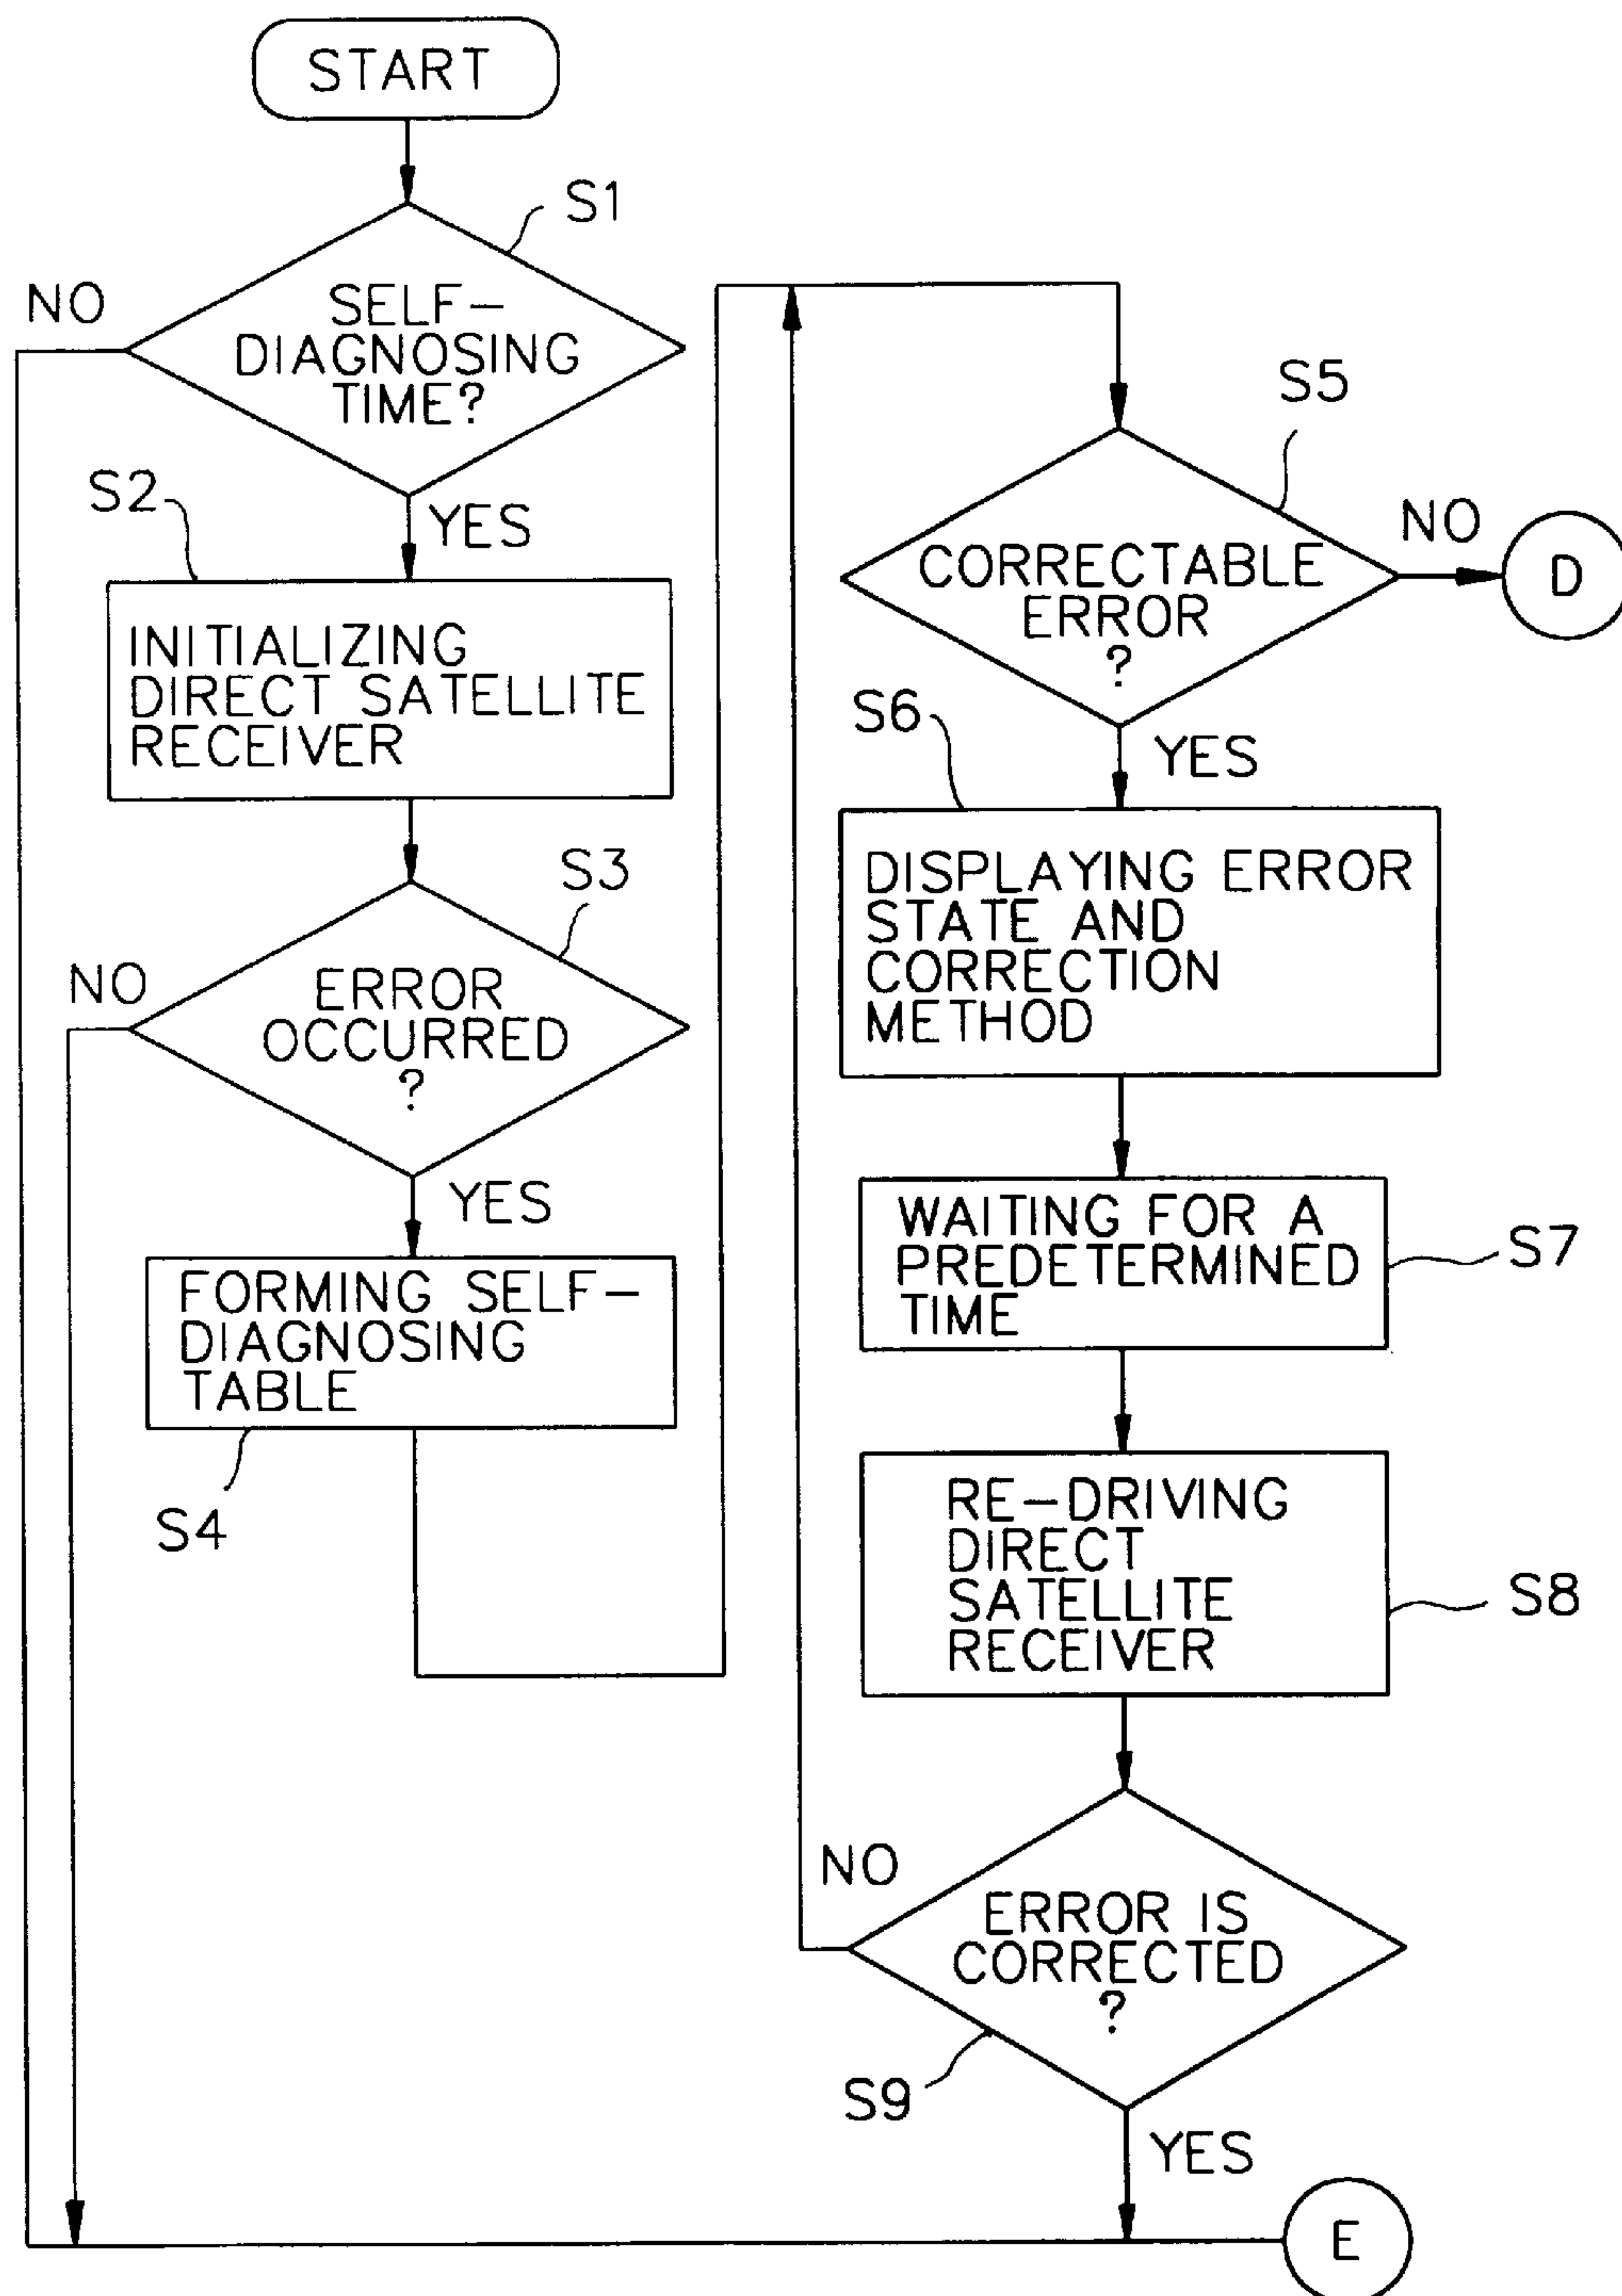 START
S1
NO
SELF-
DIAGNOSING
TIME?
YES
S2
INITIALIZING
DIRECT SATELLITE
RECEIVER
S3
NO
ERROR
OCCURRED
?
YES
FORMING SELF-
DIAGNOSING
TABLE
S4
S5
CORRECTABLE
ERROR
?
NO
D
YES
S6
DISPLAYING ERROR
STATE AND
CORRECTION
METHOD
WAITING FOR A
PREDETERMINED
TIME
S7
RE-DRIVING
DIRECT
SATELLITE
RECEIVER
S8
NO
ERROR IS
CORRECTED
?
S9
YES
E